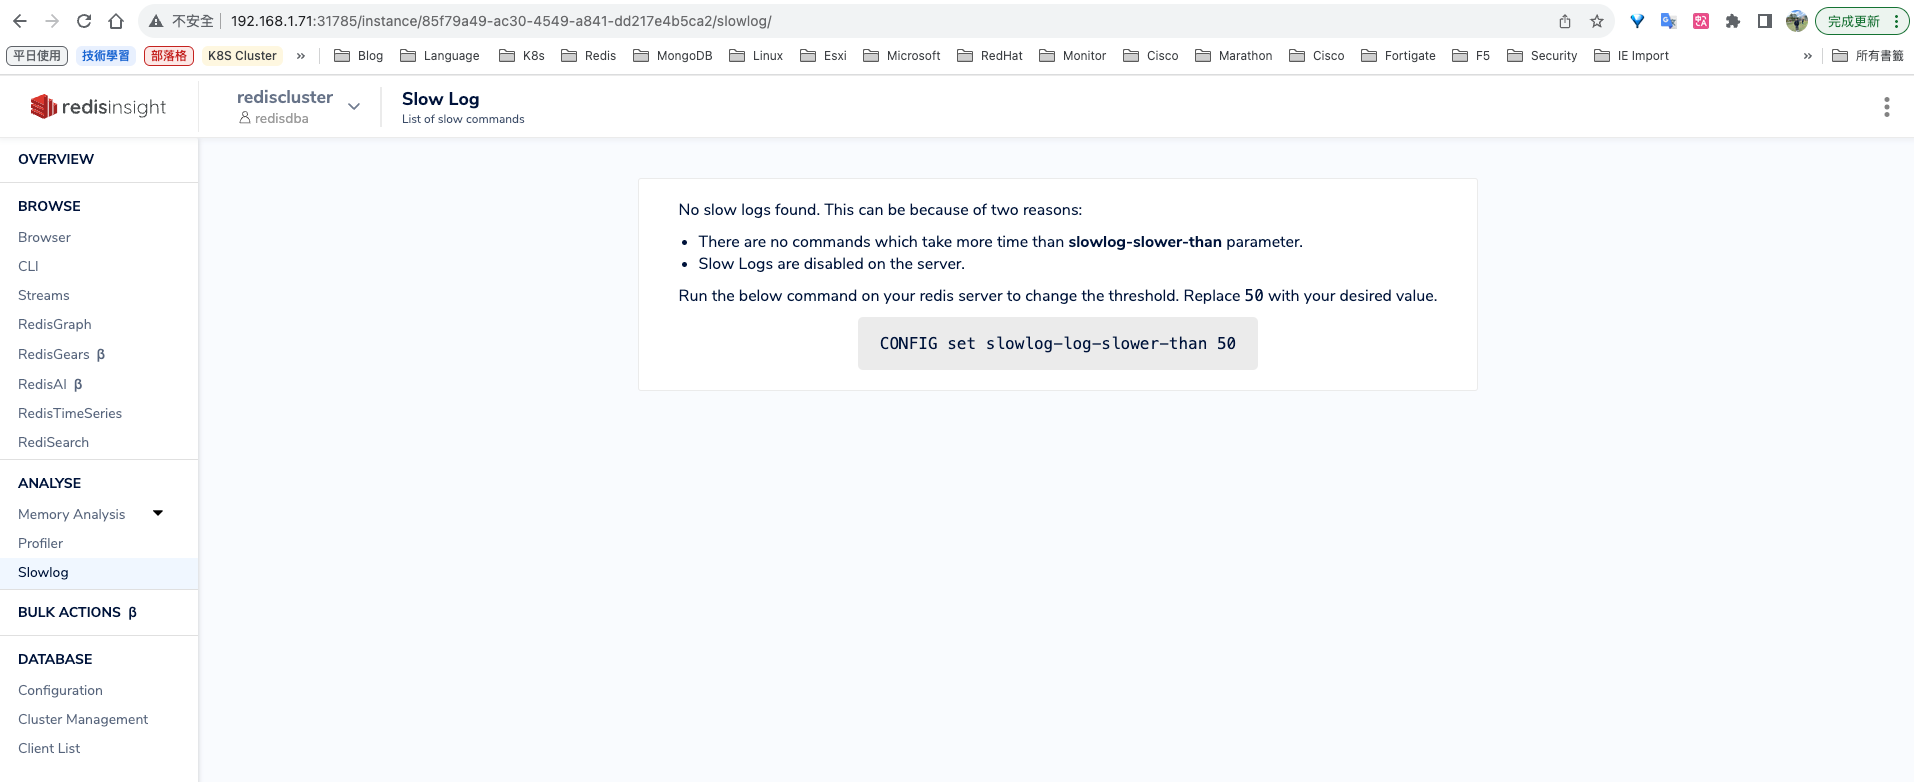 不安全 192.168.1.71:31785/instance/85f79a49-ac30-4549-a841-dd217e4b5ca2/slowlog/ 完成更新
平日使用 技術學習 部落格 K8S Cluster » Blog Language K8s Redis MongoDB Linux Esxi Microsoft RedHat Monitor Cisco Marathon Cisco Fortigate F5 Security IE Import » 所有書籤
redisinsight
rediscluster
redisdba
Slow Log
List of slow commands
OVERVIEW
BROWSE
Browser
CLI
Streams
RedisGraph
RedisGears β
RedisAI β
RedisTimeSeries
RediSearch
ANALYSE
Memory Analysis
Profiler
Slowlog
BULK ACTIONS β
DATABASE
Configuration
Cluster Management
Client List
No slow logs found. This can be because of two reasons:
• There are no commands which take more time than slowlog-slower-than parameter.
• Slow Logs are disabled on the server.
Run the below command on your redis server to change the threshold. Replace 50 with your desired value.
CONFIG set slowlog-log-slower-than 50